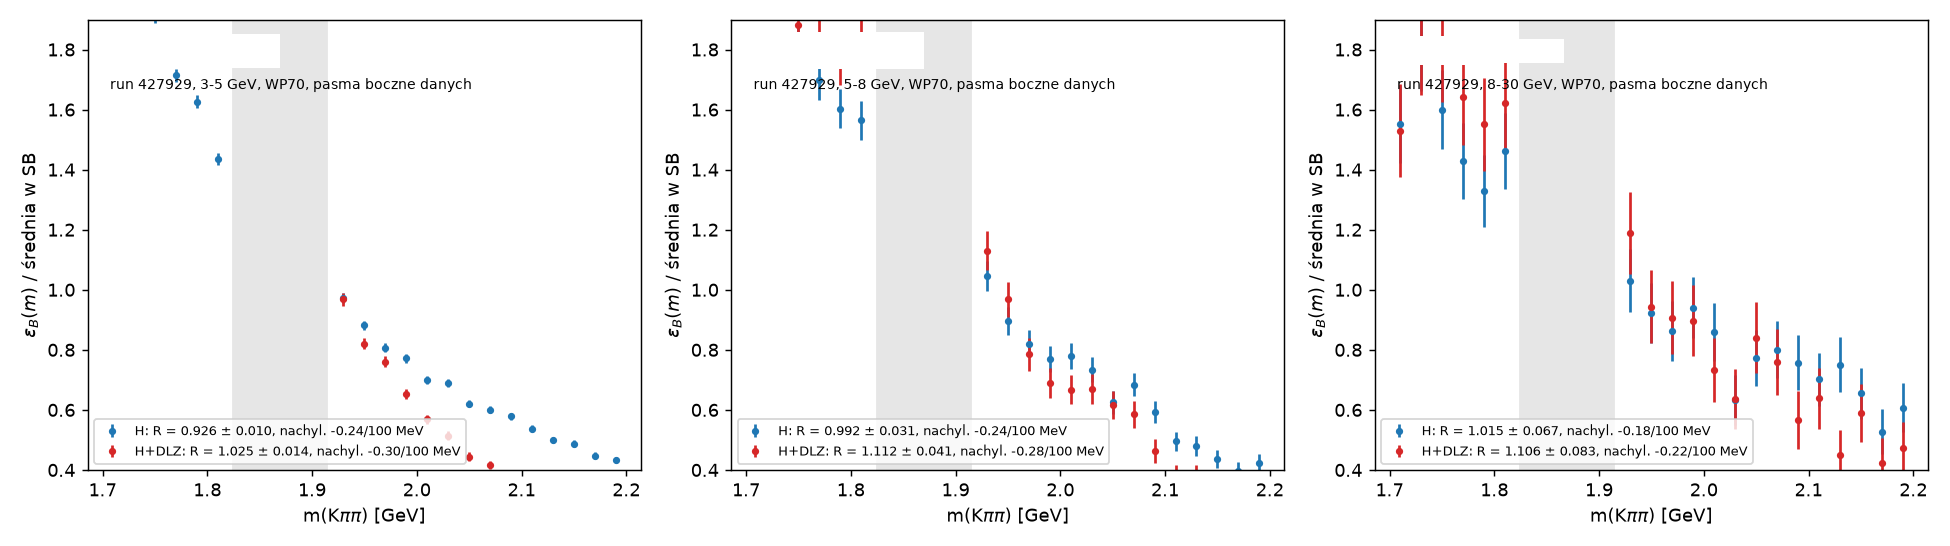 run 427929, 3-5 GeV, WP70, pasma boczne danych
ε_B(m) / średnia w SB
1.8
1.6
1.4
1.2
1.0
0.8
0.6
0.4
H: R = 0.926 ± 0.010, nachyl. -0.24/100 MeV
H+DLZ: R = 1.025 ± 0.014, nachyl. -0.30/100 MeV
1.7 1.8 1.9 2.0 2.1 2.2
m(Kππ) [GeV]
run 427929, 5-8 GeV, WP70, pasma boczne danych
ε_B(m) / średnia w SB
1.8
1.6
1.4
1.2
1.0
0.8
0.6
0.4
H: R = 0.992 ± 0.031, nachyl. -0.24/100 MeV
H+DLZ: R = 1.112 ± 0.041, nachyl. -0.28/100 MeV
1.7 1.8 1.9 2.0 2.1 2.2
m(Kππ) [GeV]
run 427929, 8-30 GeV, WP70, pasma boczne danych
ε_B(m) / średnia w SB
1.8
1.6
1.4
1.2
1.0
0.8
0.6
0.4
H: R = 1.015 ± 0.067, nachyl. -0.18/100 MeV
H+DLZ: R = 1.106 ± 0.083, nachyl. -0.22/100 MeV
1.7 1.8 1.9 2.0 2.1 2.2
m(Kππ) [GeV]